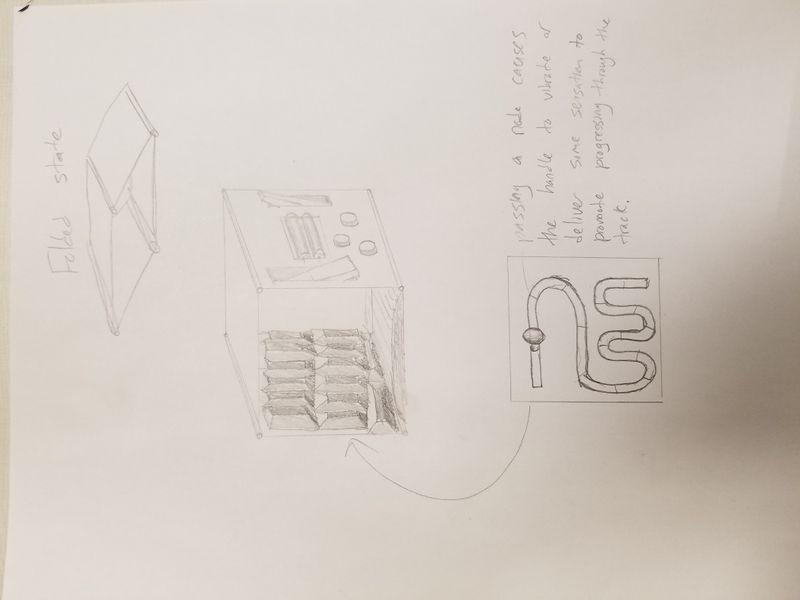 Folded state
passing a node causes
the handle to vibrate or
deliver some sensation to
promote progressing through the
track.